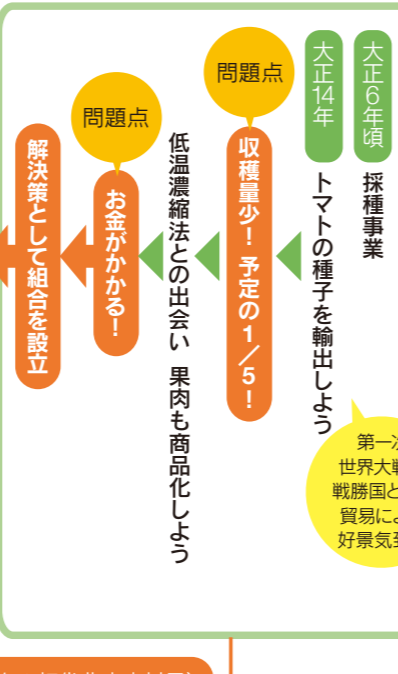 大正6年頃
採種事業
大正14年
トマトの種子を輸出しよう
第一次
世界大戦
戦勝国と
貿易によ
好景気
問題点
収穫量少！ 予定の1／5！
低温濃縮法との出会い 果肉も商品化しよう
問題点
お金がかかる！
解決策として組合を設立